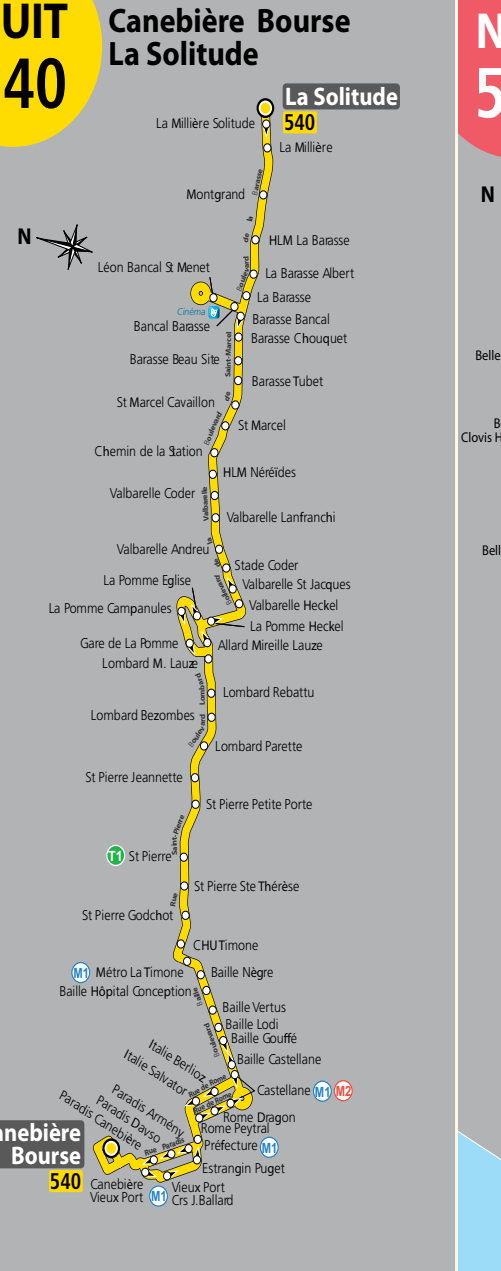 UIT
40
Canebière Bourse
La Solitude
La Solitude
540
La Millière Solitude
La Millière
Montgrand
Boulevard de la Barasse
HLM La Barasse
N
Léon Bancal St Menet
La Barasse Albert
La Barasse
Cinéma
Bancal Barasse
Barasse Bancal
Barasse Chouquet
Barasse Beau Site
Boulevard de Saint-Marcel
Barasse Tubet
St Marcel Cavaillon
St Marcel
Chemin de la Station
HLM Néréïdes
Valbarelle Coder
Boulevard de la Valbarelle
Valbarelle Lanfranchi
Valbarelle Andreu
Stade Coder
La Pomme Eglise
Valbarelle St Jacques
La Pomme Campanules
Valbarelle Heckel
La Pomme Heckel
Gare de La Pomme
Allard Mireille Lauze
Lombard M. Lauze
Lombard Rebattu
Boulevard Lombard
Lombard Bezombes
Lombard Parette
St Pierre Jeannette
St Pierre Petite Porte
Rue Saint-Pierre
T1 St Pierre
St Pierre Ste Thérèse
St Pierre Godchot
CHU Timone
M1 Métro La Timone
Baille Nègre
Baille Hôpital Conception
Boulevard Baille
Baille Vertus
Baille Lodi
Baille Gouffé
Baille Castellane
Italie Berlioz
Italie Salvator
Rue de Rome
Castellane M1 M2
Rue de Rome
Rome Dragon
Rome Peytral
Paradis Armény
Paradis Davso
Paradis Canebière
Rue Paradis
Préfecture M1
Estrangin Puget
anebière
Bourse
540
Canebière
Vieux Port
M1
Vieux Port
Crs J.Ballard
N
5
N
Belle
B
Clovis H
Bell